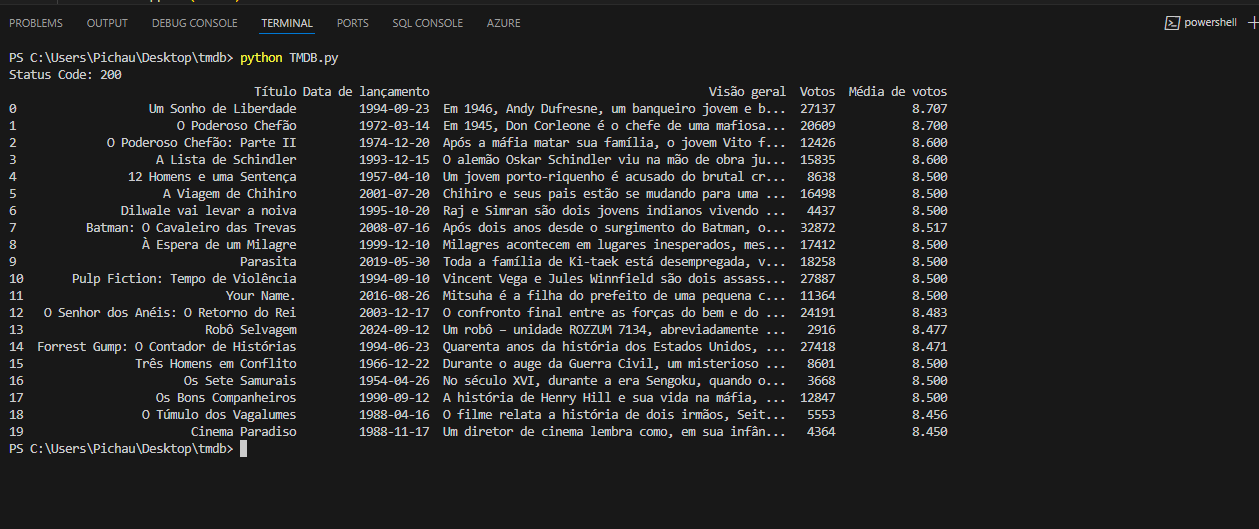 PROBLEMS OUTPUT DEBUG CONSOLE TERMINAL PORTS SQL CONSOLE AZURE powershell
PS C:\Users\Pichau\Desktop\tmdb> python TMDB.py
Status Code: 200
Título Data de lançamento Visão geral Votos Média de votos
0 Um Sonho de Liberdade 1994-09-23 Em 1946, Andy Dufresne, um banqueiro jovem e b... 27137 8.707
1 O Poderoso Chefão 1972-03-14 Em 1945, Don Corleone é o chefe de uma mafiosa... 20609 8.700
2 O Poderoso Chefão: Parte II 1974-12-20 Após a máfia matar sua família, o jovem Vito f... 12426 8.600
3 A Lista de Schindler 1993-12-15 O alemão Oskar Schindler viu na mão de obra ju... 15835 8.600
4 12 Homens e uma Sentença 1957-04-10 Um jovem porto-riquenho é acusado do brutal cr... 8638 8.500
5 A Viagem de Chihiro 2001-07-20 Chihiro e seus pais estão se mudando para uma ... 16498 8.500
6 Dilwale vai levar a noiva 1995-10-20 Raj e Simran são dois jovens indianos vivendo ... 4437 8.500
7 Batman: O Cavaleiro das Trevas 2008-07-16 Após dois anos desde o surgimento do Batman, o... 32872 8.517
8 À Espera de um Milagre 1999-12-10 Milagres acontecem em lugares inesperados, mes... 17412 8.500
9 Parasita 2019-05-30 Toda a família de Ki-taek está desempregada, v... 18258 8.500
10 Pulp Fiction: Tempo de Violência 1994-09-10 Vincent Vega e Jules Winnfield são dois assass... 27887 8.500
11 Your Name. 2016-08-26 Mitsuha é a filha do prefeito de uma pequena c... 11364 8.500
12 O Senhor dos Anéis: O Retorno do Rei 2003-12-17 O confronto final entre as forças do bem e do ... 24191 8.483
13 Robô Selvagem 2024-09-12 Um robô – unidade ROZZUM 7134, abreviadamente ... 2916 8.477
14 Forrest Gump: O Contador de Histórias 1994-06-23 Quarenta anos da história dos Estados Unidos, ... 27418 8.471
15 Três Homens em Conflito 1966-12-22 Durante o auge da Guerra Civil, um misterioso ... 8601 8.500
16 Os Sete Samurais 1954-04-26 No século XVI, durante a era Sengoku, quando o... 3668 8.500
17 Os Bons Companheiros 1990-09-12 A história de Henry Hill e sua vida na máfia, ... 12847 8.500
18 O Túmulo dos Vagalumes 1988-04-16 O filme relata a história de dois irmãos, Seit... 5553 8.456
19 Cinema Paradiso 1988-11-17 Um diretor de cinema lembra como, em sua infân... 4364 8.450
PS C:\Users\Pichau\Desktop\tmdb>